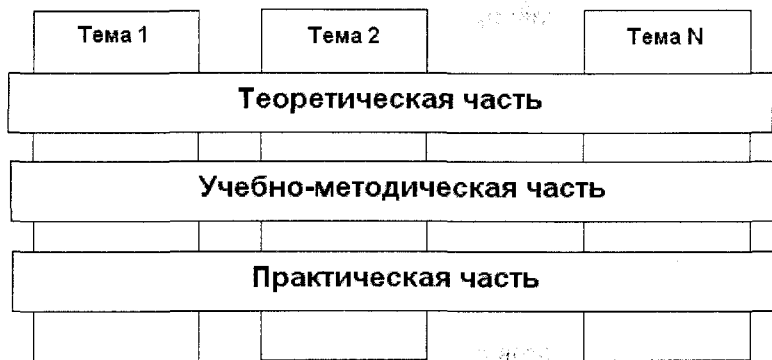 Тема 1
Тема 2
Тема N
Теоретическая часть
Учебно-методическая часть
Практическая часть